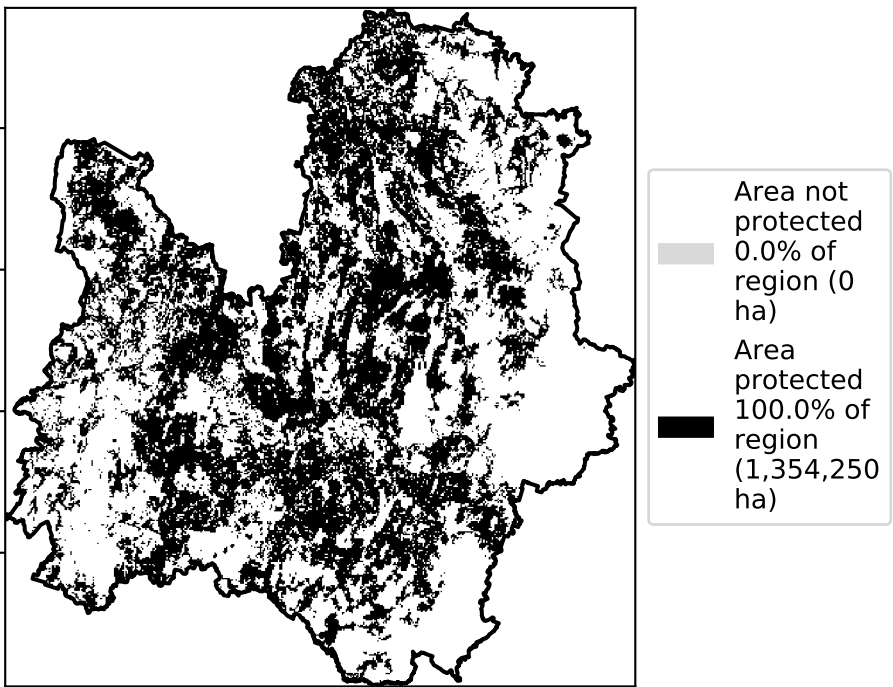 Area not
protected
0.0% of
region (0
ha)
Area
protected
100.0% of
region
(1,354,250
ha)